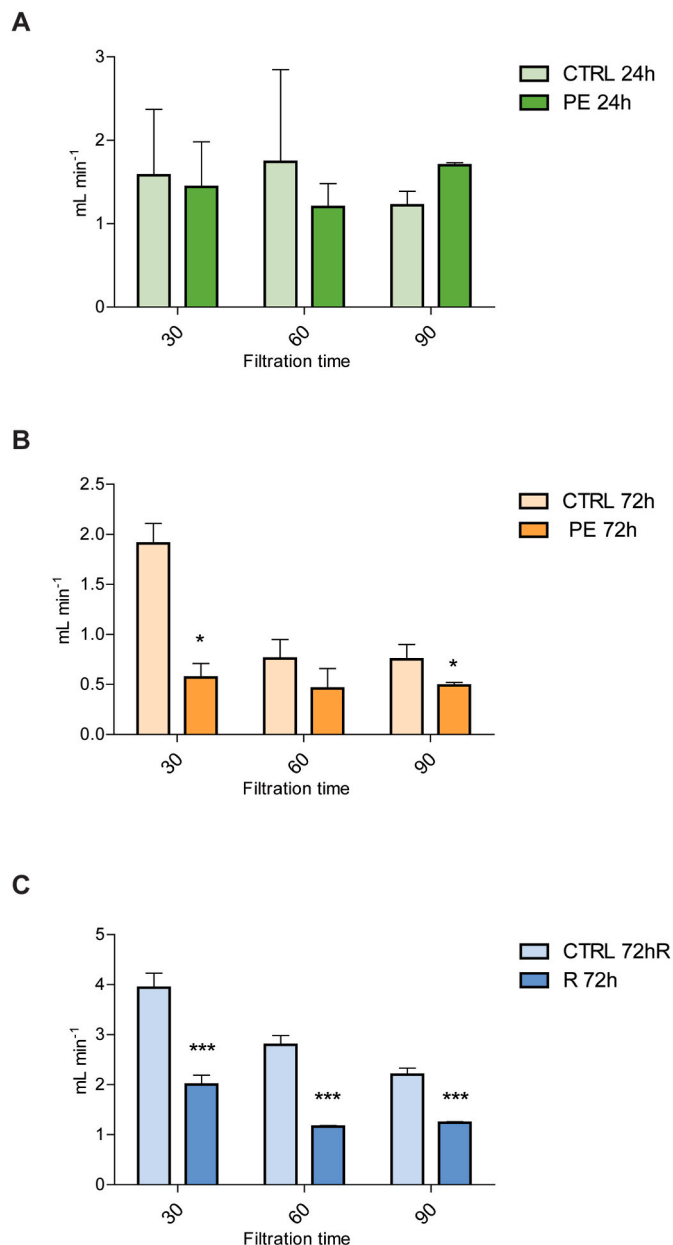 A
3
2
1
0
mL min-1
30
60
90
Filtration time
CTRL 24h
PE 24h
B
2.5
2.0
1.5
1.0
0.5
0.0
mL min-1
*
*
30
60
90
Filtration time
CTRL 72h
PE 72h
C
5
4
3
2
1
0
mL min-1
***
***
***
30
60
90
Filtration time
CTRL 72hR
R 72h